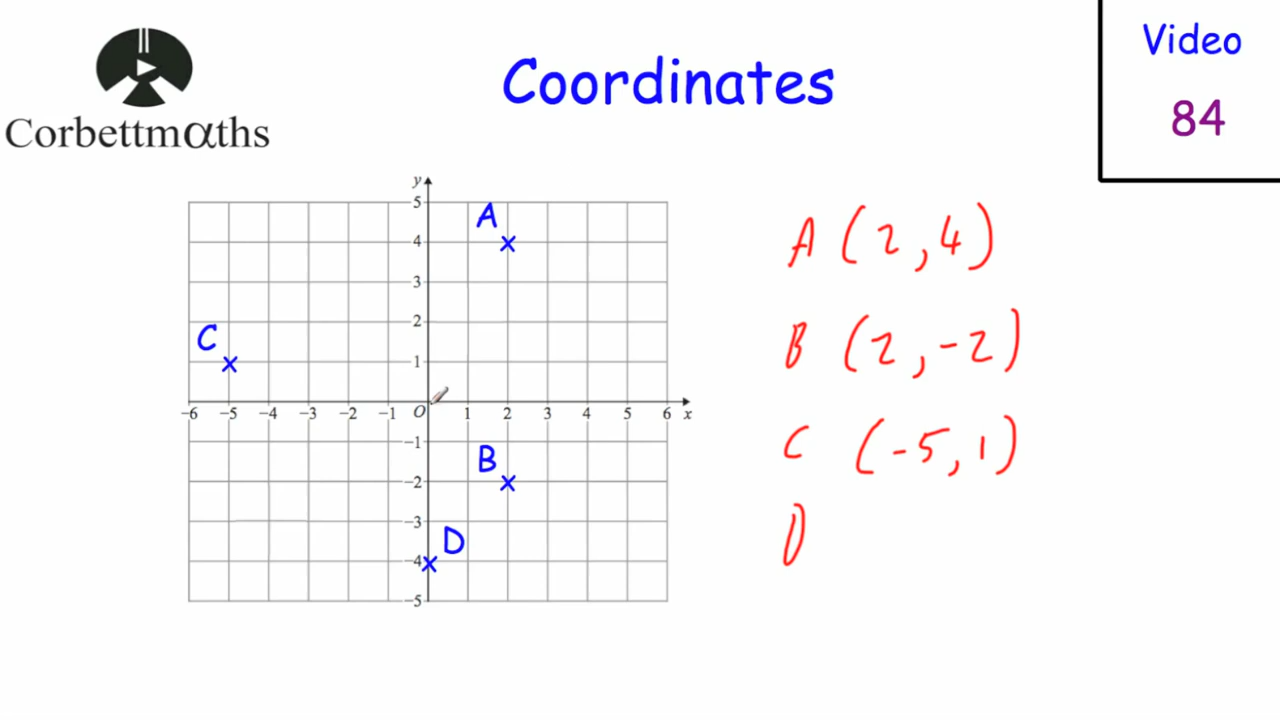 Corbettmαths
Coordinates
Video
84
y
5
A
4
3
2
C
1
−6 −5 −4 −3 −2 −1 O 1 2 3 4 5 6 x
−1
B
−2
−3
D
−4
−5
A (2,4)
B (2,-2)
C (-5,1)
D